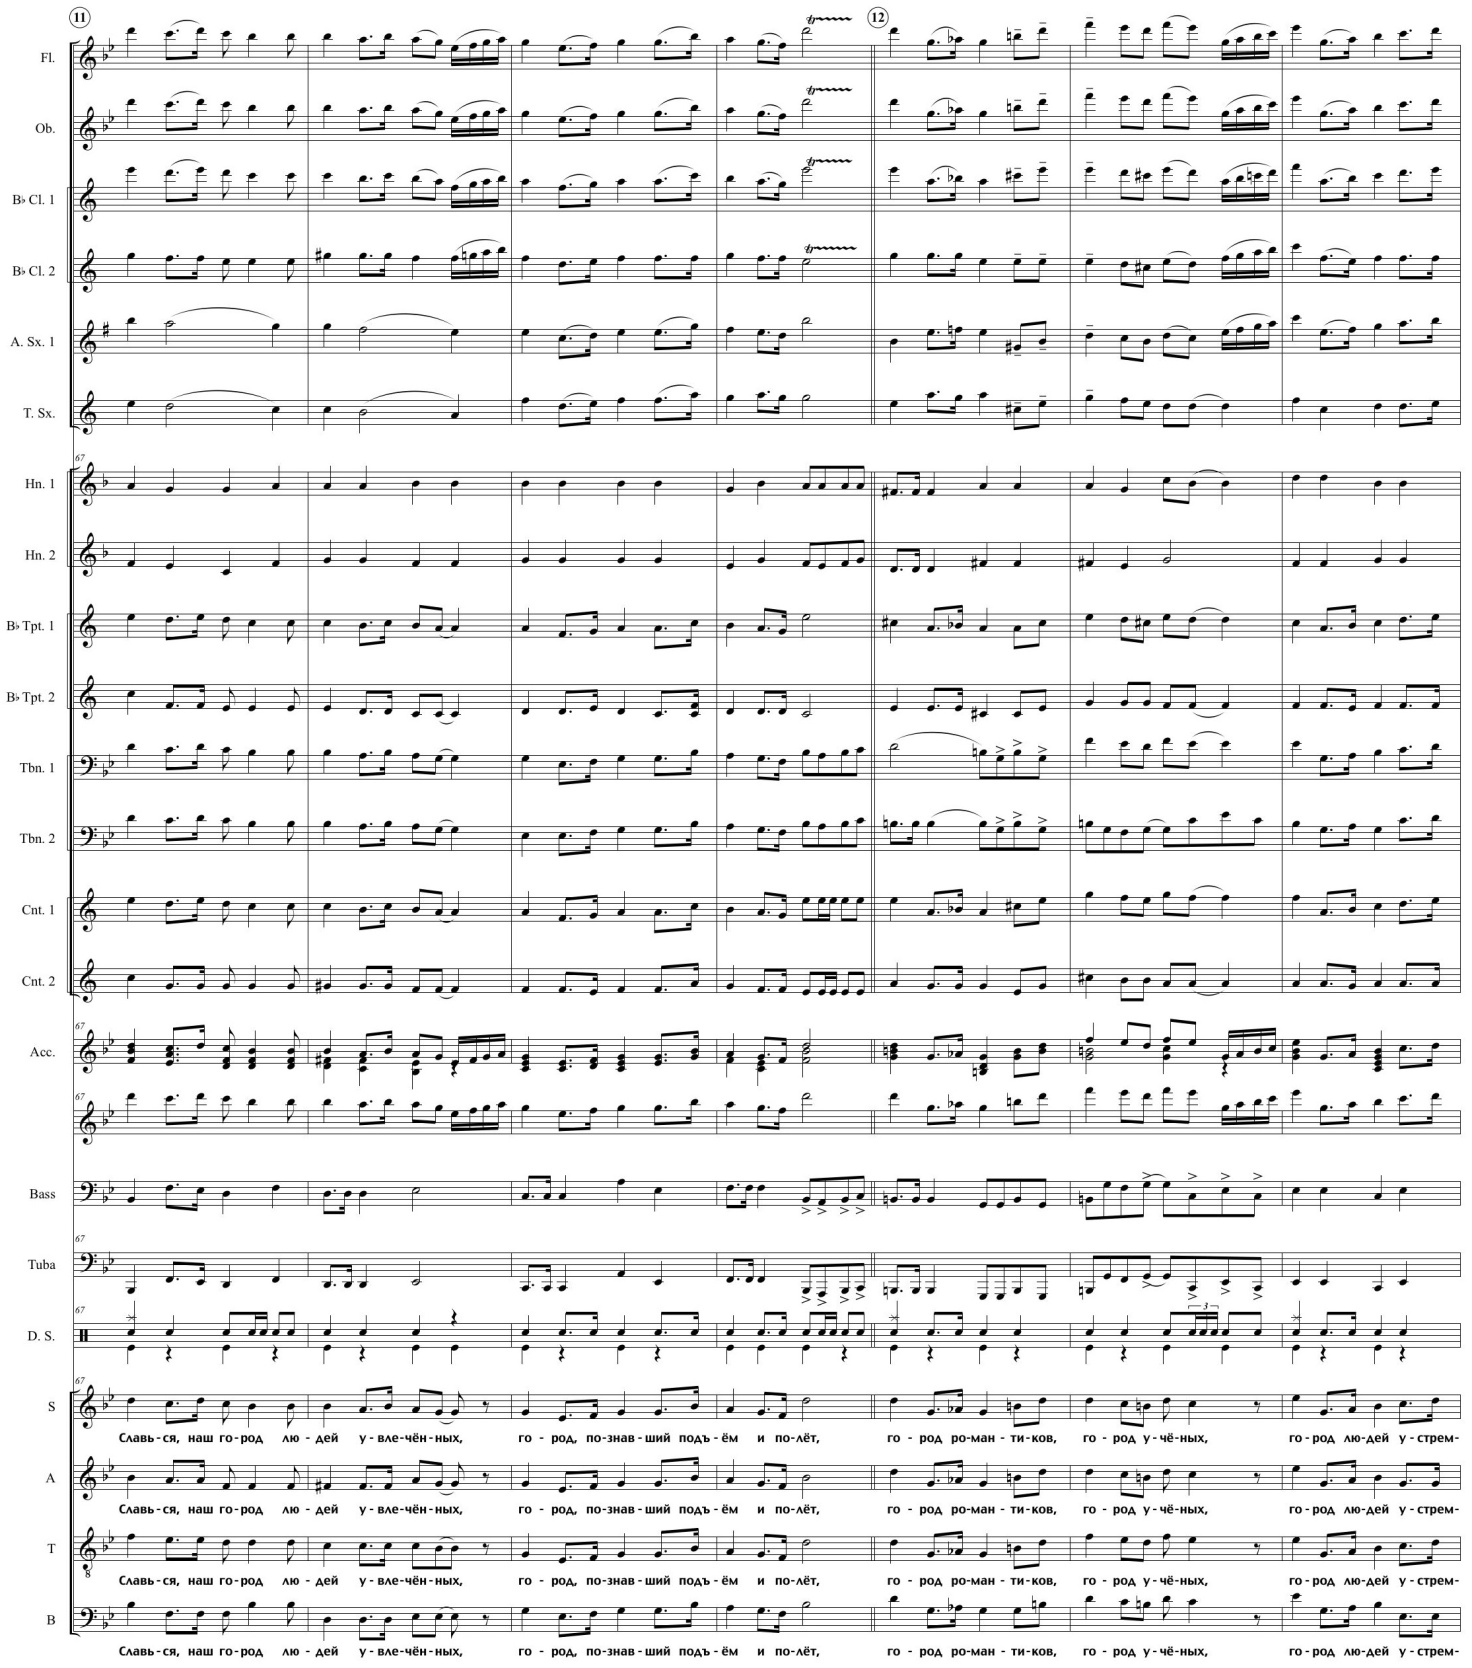 11 12
Fl.
Ob.
B♭ Cl. 1
B♭ Cl. 2
A. Sx. 1
T. Sx.
67
Hn. 1
Hn. 2
B♭ Tpt. 1
B♭ Tpt. 2
Tbn. 1
Tbn. 2
Cnt. 1
Cnt. 2
67
Acc.
67
Bass
67
Tuba
67
3
D. S.
67
S
Славь - ся, наш го - род лю - дей у - вле - чён - ных, го - род, по - знав - ший подъ - ём и по - лёт, го - род ро - ман - ти - ков, го - род у - чё - ных, го - род лю - дей у - стрем-
A
Славь - ся, наш го - род лю - дей у - вле - чён - ных, го - род, по - знав - ший подъ - ём и по - лёт, го - род ро - ман - ти - ков, го - род у - чё - ных, го - род лю - дей у - стрем-
T
8
Славь - ся, наш го - род лю - дей у - вле - чён - ных, го - род, по - знав - ший подъ - ём и по - лёт, го - род ро - ман - ти - ков, го - род у - чё - ных, го - род лю - дей у - стрем-
B
Славь - ся, наш го - род лю - дей у - вле - чён - ных, го - род, по - знав - ший подъ - ём и по - лёт, го - род ро - ман - ти - ков, го - род у - чё - ных, го - род лю - дей у - стрем-